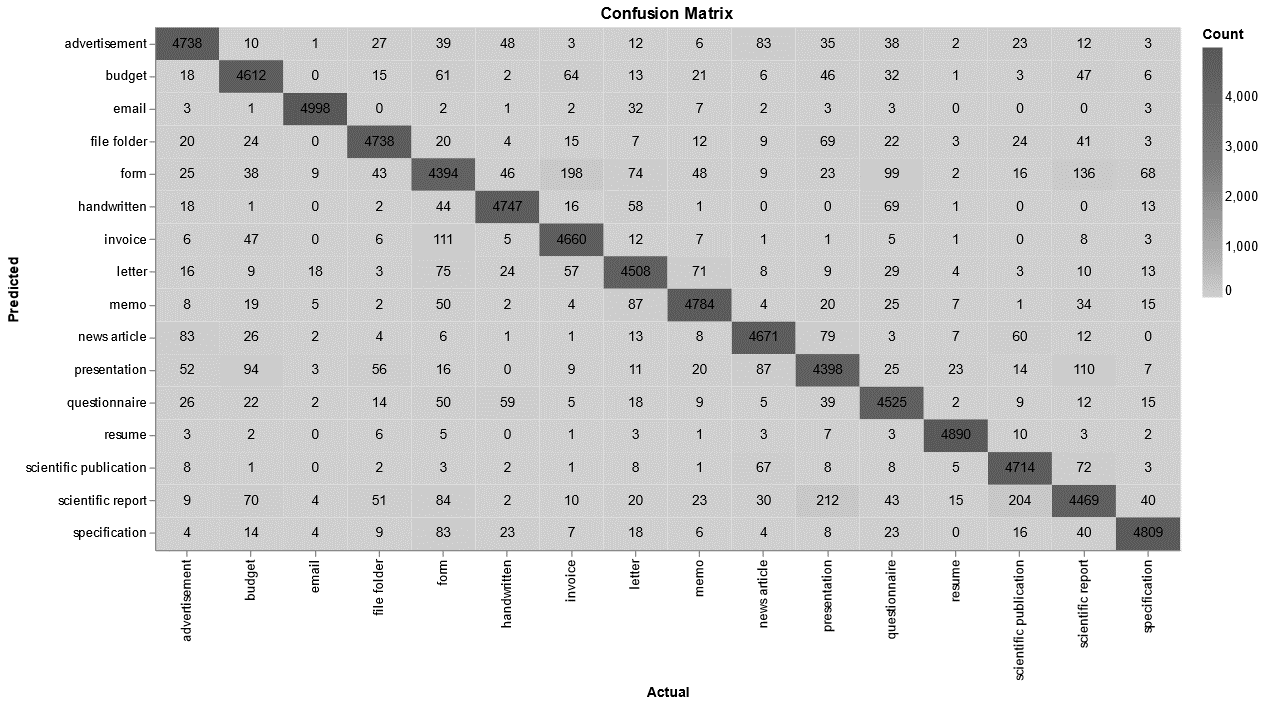 Confusion Matrix
advertisement 4738 10 1 27 39 48 3 12 6 83 35 38 2 23 12 3
budget 18 4612 0 15 61 2 64 13 21 6 46 32 1 3 47 6
email 3 1 4998 0 2 1 2 32 7 2 3 3 0 0 0 3
file folder 20 24 0 4738 20 4 15 7 12 9 69 22 3 24 41 3
form 25 38 9 43 4394 46 198 74 48 9 23 99 2 16 136 68
handwritten 18 1 0 2 44 4747 16 58 1 0 0 69 1 0 0 13
invoice 6 47 0 6 111 5 4660 12 7 1 1 5 1 0 8 3
letter 16 9 18 3 75 24 57 4508 71 8 9 29 4 3 10 13
memo 8 19 5 2 50 2 4 87 4784 4 20 25 7 1 34 15
news article 83 26 2 4 6 1 1 13 8 4671 79 3 7 60 12 0
presentation 52 94 3 56 16 0 9 11 20 87 4398 25 23 14 110 7
questionnaire 26 22 2 14 50 59 5 18 9 5 39 4525 2 9 12 15
resume 3 2 0 6 5 0 1 3 1 3 7 3 4890 10 3 2
scientific publication 8 1 0 2 3 2 1 8 1 67 8 8 5 4714 72 3
scientific report 9 70 4 51 84 2 10 20 23 30 212 43 15 204 4469 40
specification 4 14 4 9 83 23 7 18 6 4 8 23 0 16 40 4809
advertisement budget email file folder form handwritten invoice letter memo news article presentation questionnaire resume scientific publication scientific report specification
Predicted
Actual
Count
4,000
3,000
2,000
1,000
0